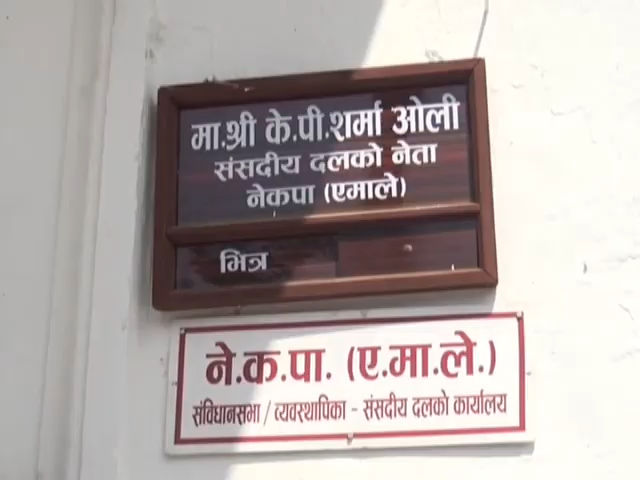 मा.श्री के.पी.शर्मा ओली
संसदीय दलको नेता
नेकपा (एमाले)
भित्र
ने.क.पा. (ए.मा.ले.)
संविधानसभा / व्यवस्थापिका - संसदीय दलको कार्यालय